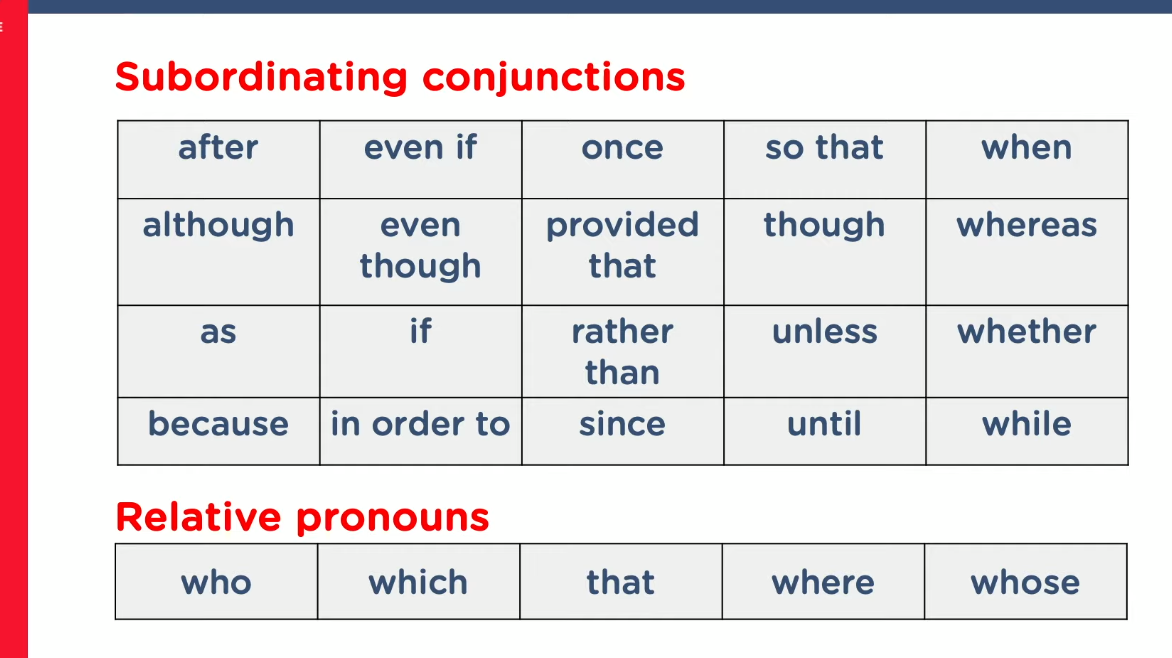 Subordinating conjunctions
after even if once so that when
although even though provided that though whereas
as if rather than unless whether
because in order to since until while
Relative pronouns
who which that where whose